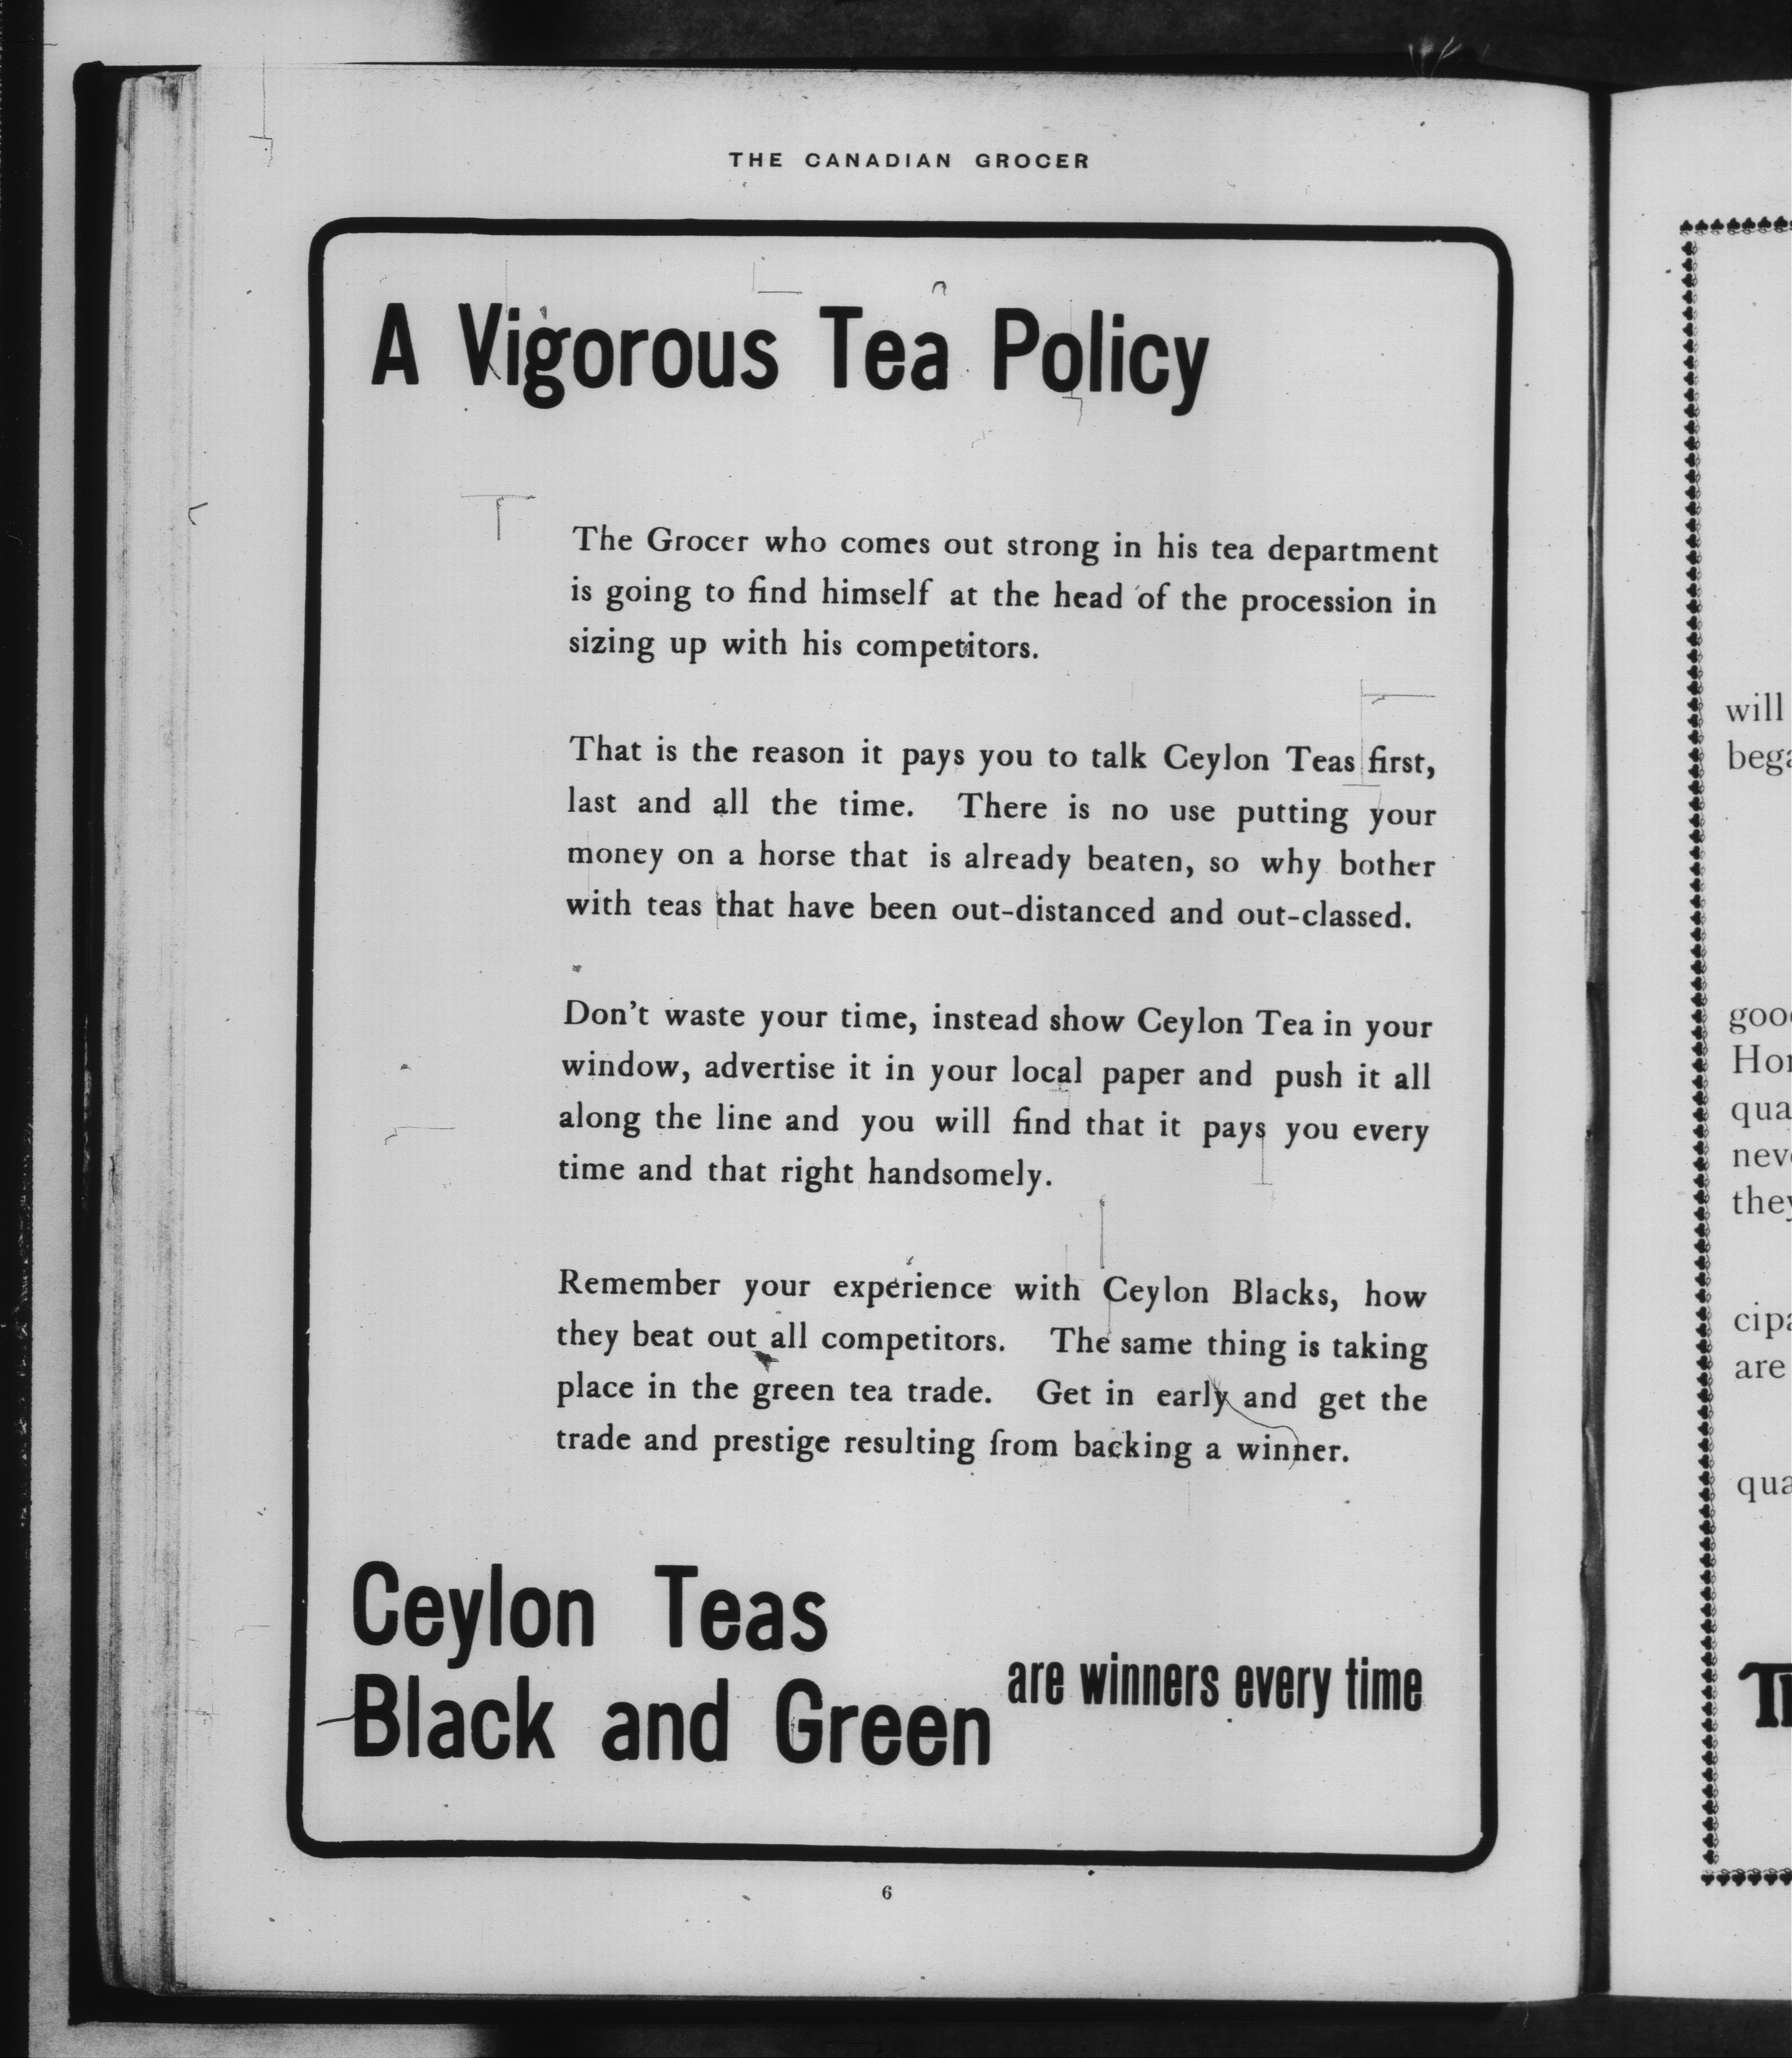 THE CANADIAN GROCER
A Vigorous Tea Policy
The Grocer who comes out strong in his tea department
is going to find himself at the head of the procession in
sizing up with his competitors.
That is the reason it pays you to talk Ceylon Teas first,
last and all the time. There is no use putting your
money on a horse that is already beaten, so why bother
with teas that have been out-distanced and out-classed.
Don't waste your time, instead show Ceylon Tea in your
window, advertise it in your local paper and push it all
along the line and you will find that it pays you every
time and that right handsomely.
Remember your experience with Ceylon Blacks, how
they beat out all competitors. The same thing is taking
place in the green tea trade. Get in early and get the
trade and prestige resulting from backing a winner.
Ceylon Teas
Black and Green are winners every time
6
will
are